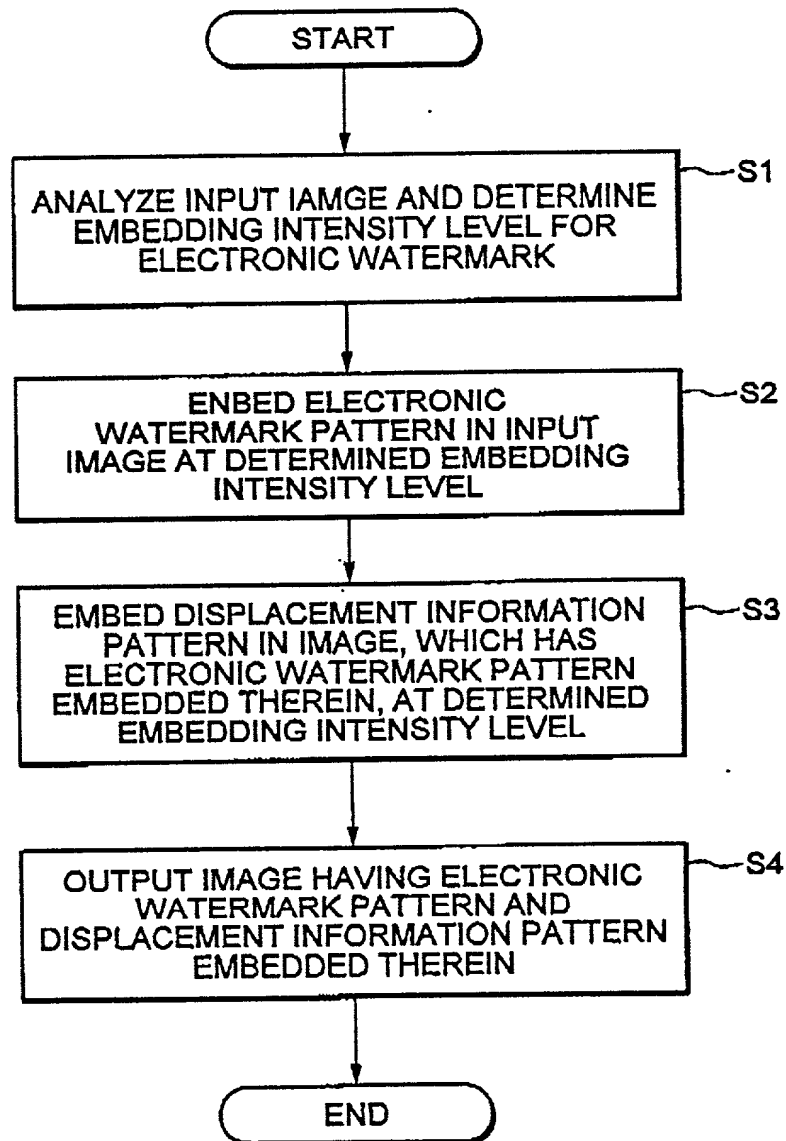 START
S1
ANALYZE INPUT IAMGE AND DETERMINE
EMBEDDING INTENSITY LEVEL FOR
ELECTRONIC WATERMARK
S2
ENBED ELECTRONIC
WATERMARK PATTERN IN INPUT
IMAGE AT DETERMINED EMBEDDING
INTENSITY LEVEL
S3
EMBED DISPLACEMENT INFORMATION
PATTERN IN IMAGE, WHICH HAS
ELECTRONIC WATERMARK PATTERN
EMBEDDED THEREIN, AT DETERMINED
EMBEDDING INTENSITY LEVEL
S4
OUTPUT IMAGE HAVING ELECTRONIC
WATERMARK PATTERN AND
DISPLACEMENT INFORMATION PATTERN
EMBEDDED THEREIN
END